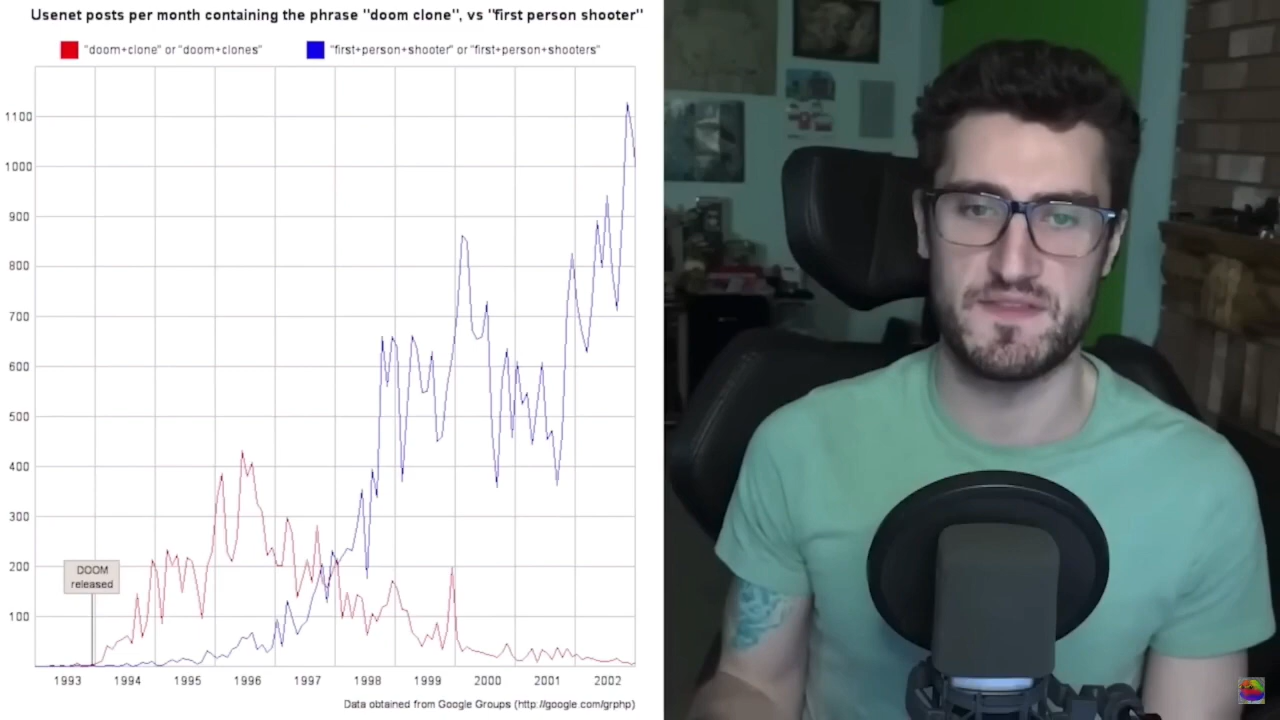 Usenet posts per month containing the phrase "doom clone", vs "first person shooter"
"doom+clone" or "doom+clones"
"first+person+shooter" or "first+person+shooters"
1100
1000
900
800
700
600
500
400
300
200
100
DOOM
released
1993 1994 1995 1996 1997 1998 1999 2000 2001 2002
Data obtained from Google Groups (http://google.com/grphp)